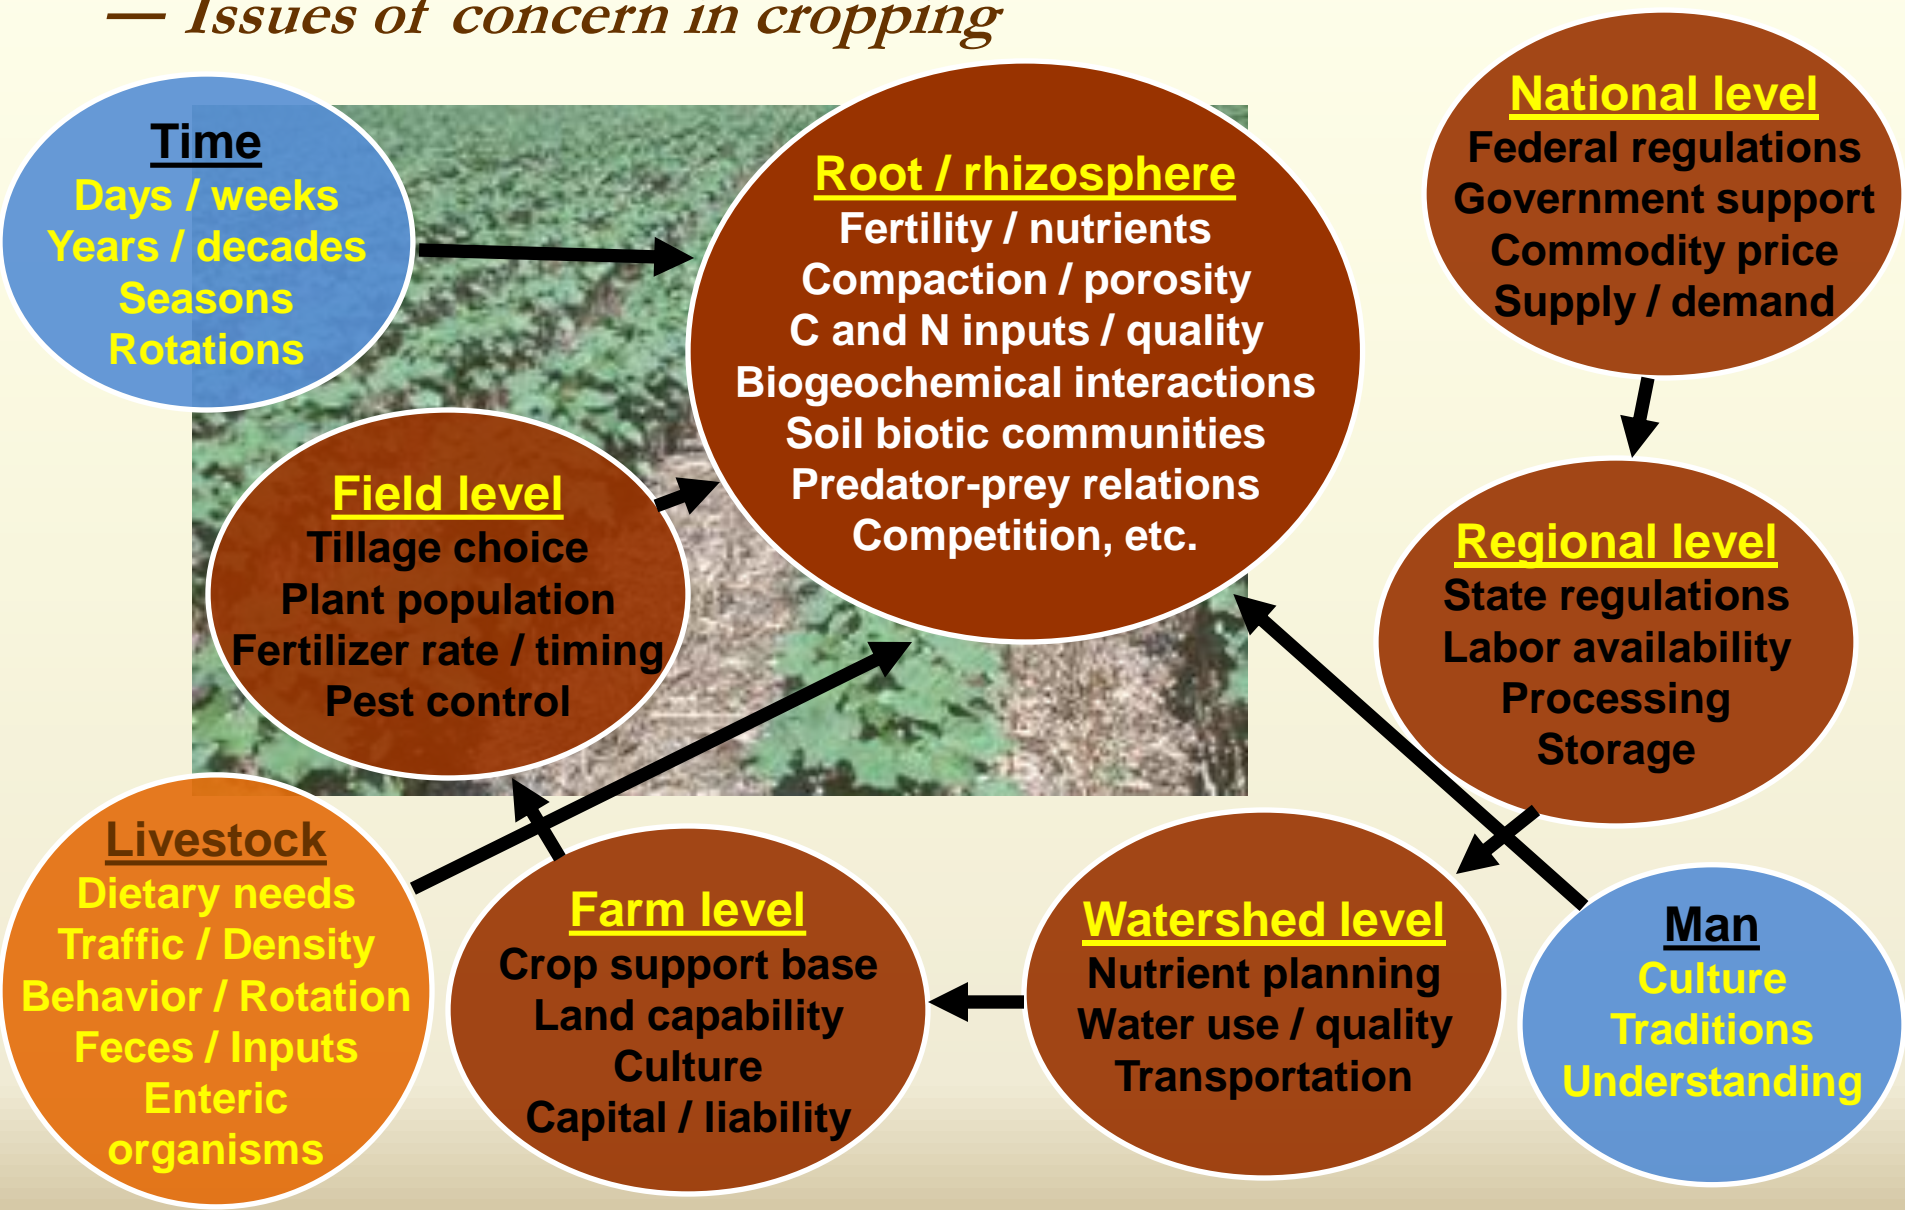 — Issues of concern in cropping
Time
Days / weeks
Years / decades
Seasons
Rotations
Root / rhizosphere
Fertility / nutrients
Compaction / porosity
C and N inputs / quality
Biogeochemical interactions
Soil biotic communities
Predator-prey relations
Competition, etc.
National level
Federal regulations
Government support
Commodity price
Supply / demand
Field level
Tillage choice
Plant population
Fertilizer rate / timing
Pest control
Regional level
State regulations
Labor availability
Processing
Storage
Livestock
Dietary needs
Traffic / Density
Behavior / Rotation
Feces / Inputs
Enteric
organisms
Farm level
Crop support base
Land capability
Culture
Capital / liability
Watershed level
Nutrient planning
Water use / quality
Transportation
Man
Culture
Traditions
Understanding